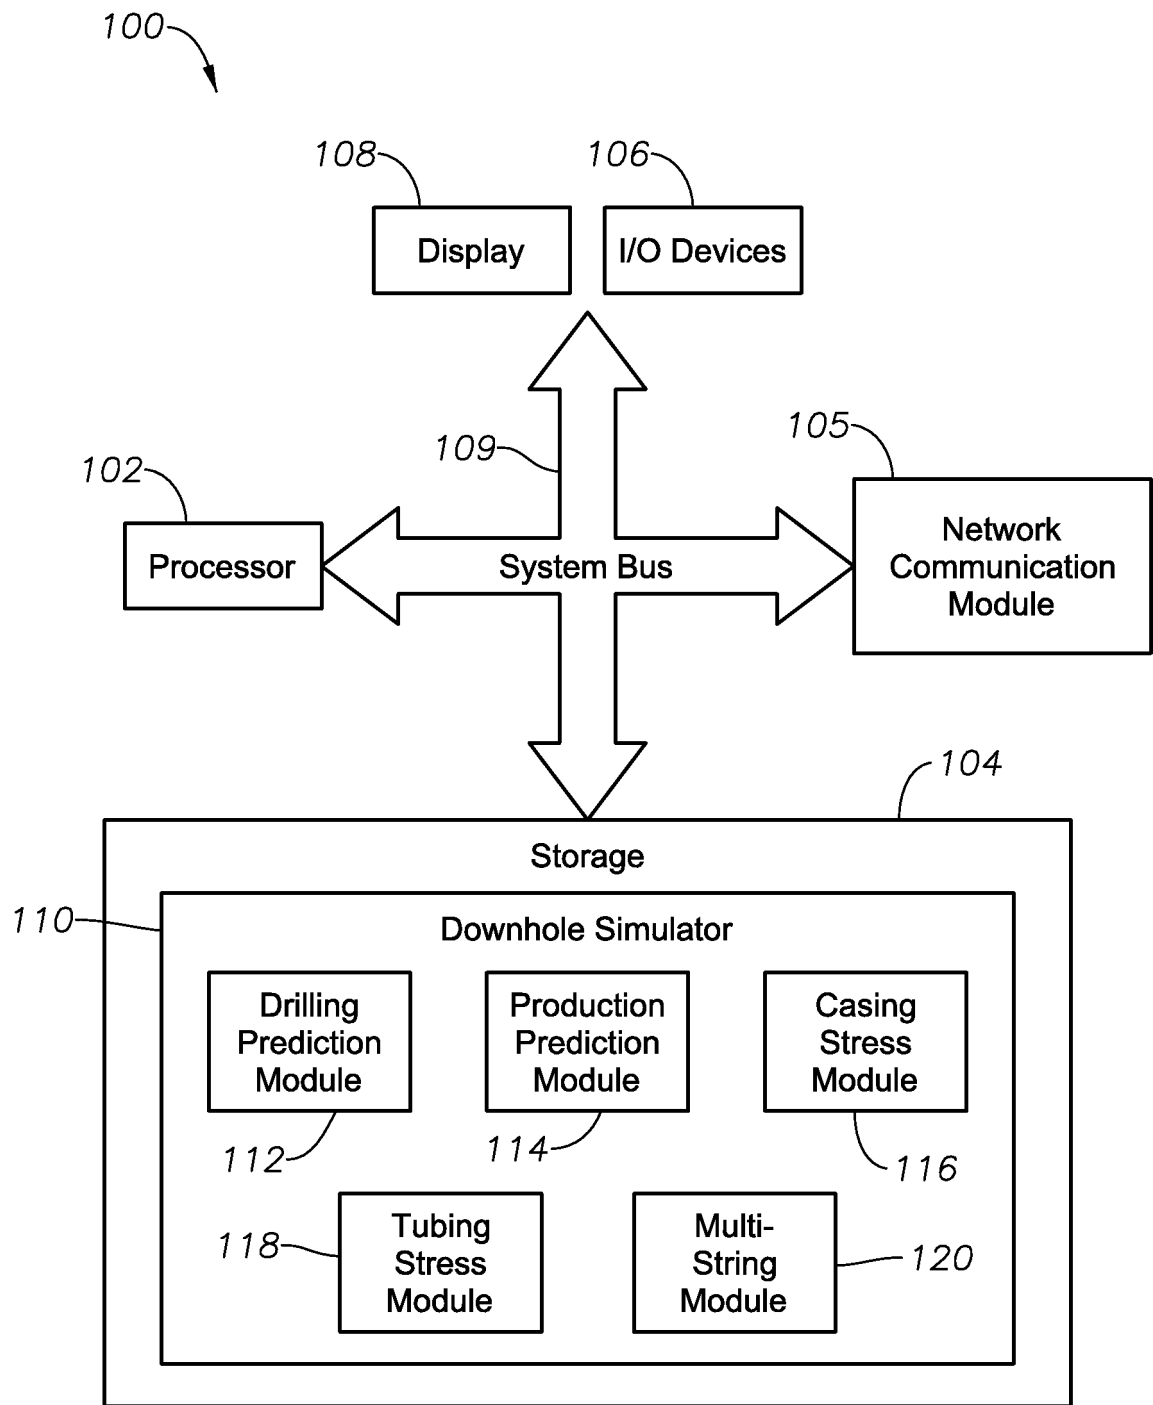 100
108
106
Display
I/O Devices
109
105
102
Network
Communication
Module
Processor
System Bus
104
Storage
110
Downhole Simulator
Drilling
Prediction
Module
Production
Prediction
Module
Casing
Stress
Module
112
114
116
118
Tubing
Stress
Module
Multi-
String
Module
120